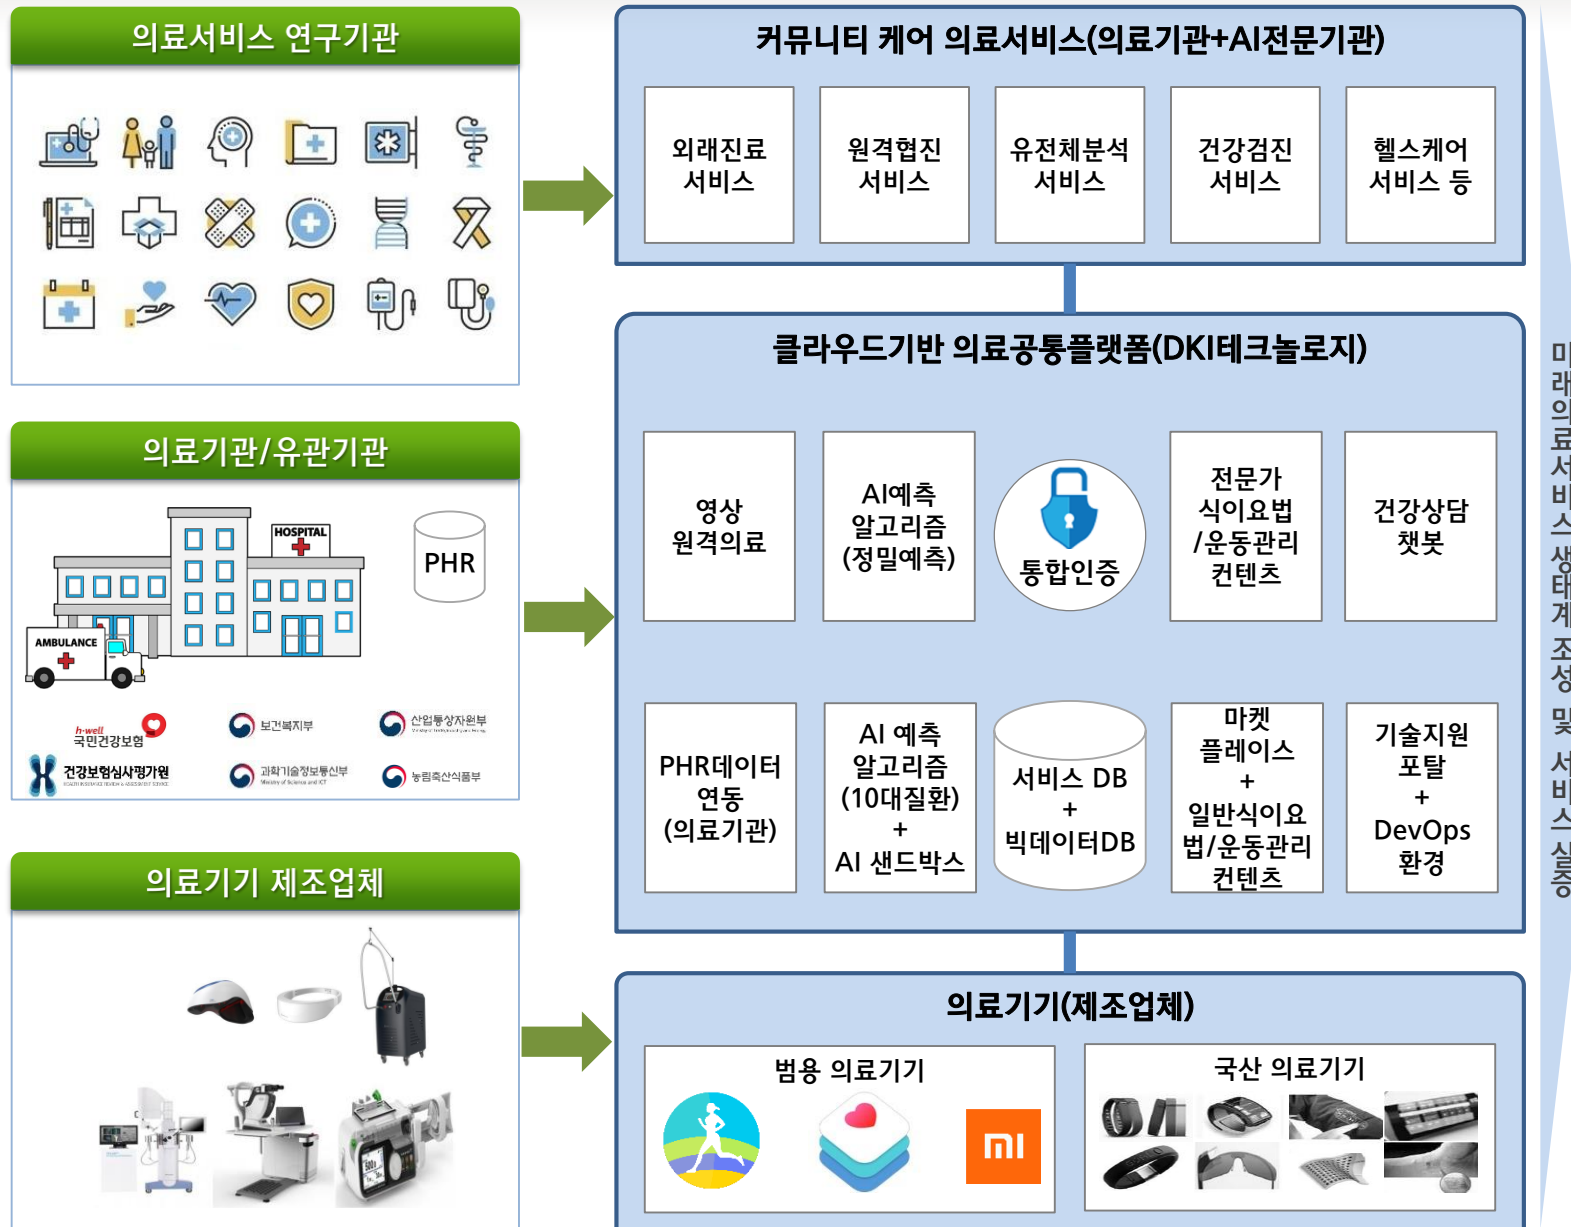 의료서비스 연구기관
커뮤니티 케어 의료서비스(의료기관+AI전문기관)
외래진료
서비스
원격협진
서비스
유전체분석
서비스
건강검진
서비스
헬스케어
서비스 등
클라우드기반 의료공통플랫폼(DKI테크놀로지)
의료기관/유관기관
HOSPITAL
AMBULANCE
PHR
h-well
국민건강보험
보건복지부
산업통상자원부
건강보험심사평가원
과학기술정보통신부
Ministry of Science and ICT
농림축산식품부
영상
원격의료
AI예측
알고리즘
(정밀예측)
통합인증
전문가
식이요법
/운동관리
컨텐츠
건강상담
챗봇
PHR데이터
연동
(의료기관)
AI 예측
알고리즘
(10대질환)
+
AI 샌드박스
서비스 DB
+
빅데이터DB
마켓
플레이스
+
일반식이요
법/운동관리
컨텐츠
기술지원
포탈
+
DevOps
환경
의료기기 제조업체
의료기기(제조업체)
범용 의료기기
mi
국산 의료기기
미래의료서비스 생태계 조성 및 서비스 실증